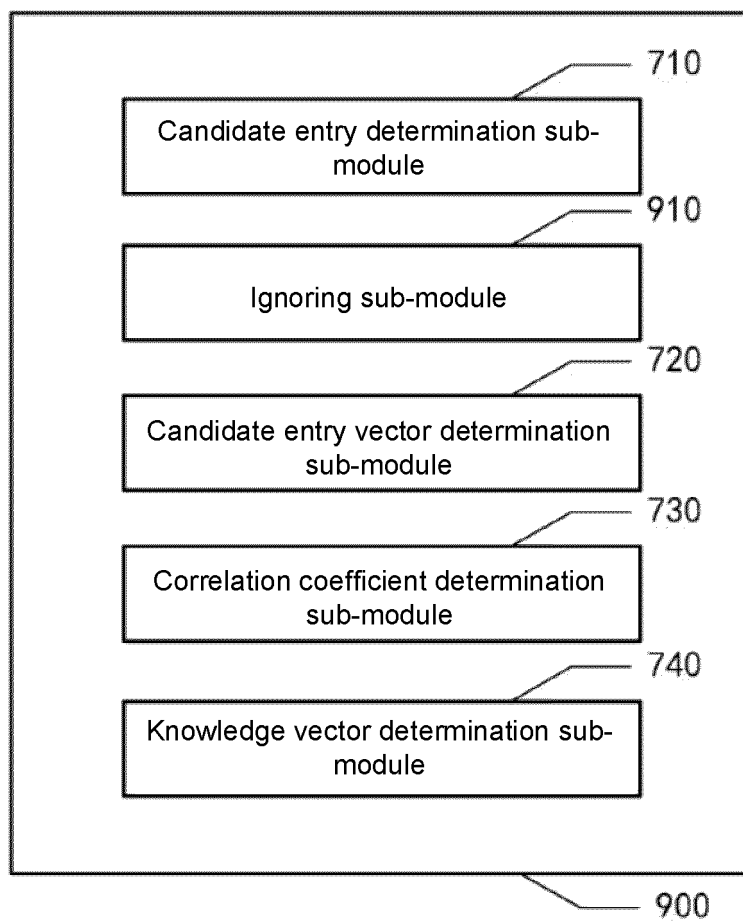 710
Candidate entry determination sub-
module
910
Ignoring sub-module
720
Candidate entry vector determination
sub-module
730
Correlation coefficient determination
sub-module
740
Knowledge vector determination sub-
module
900